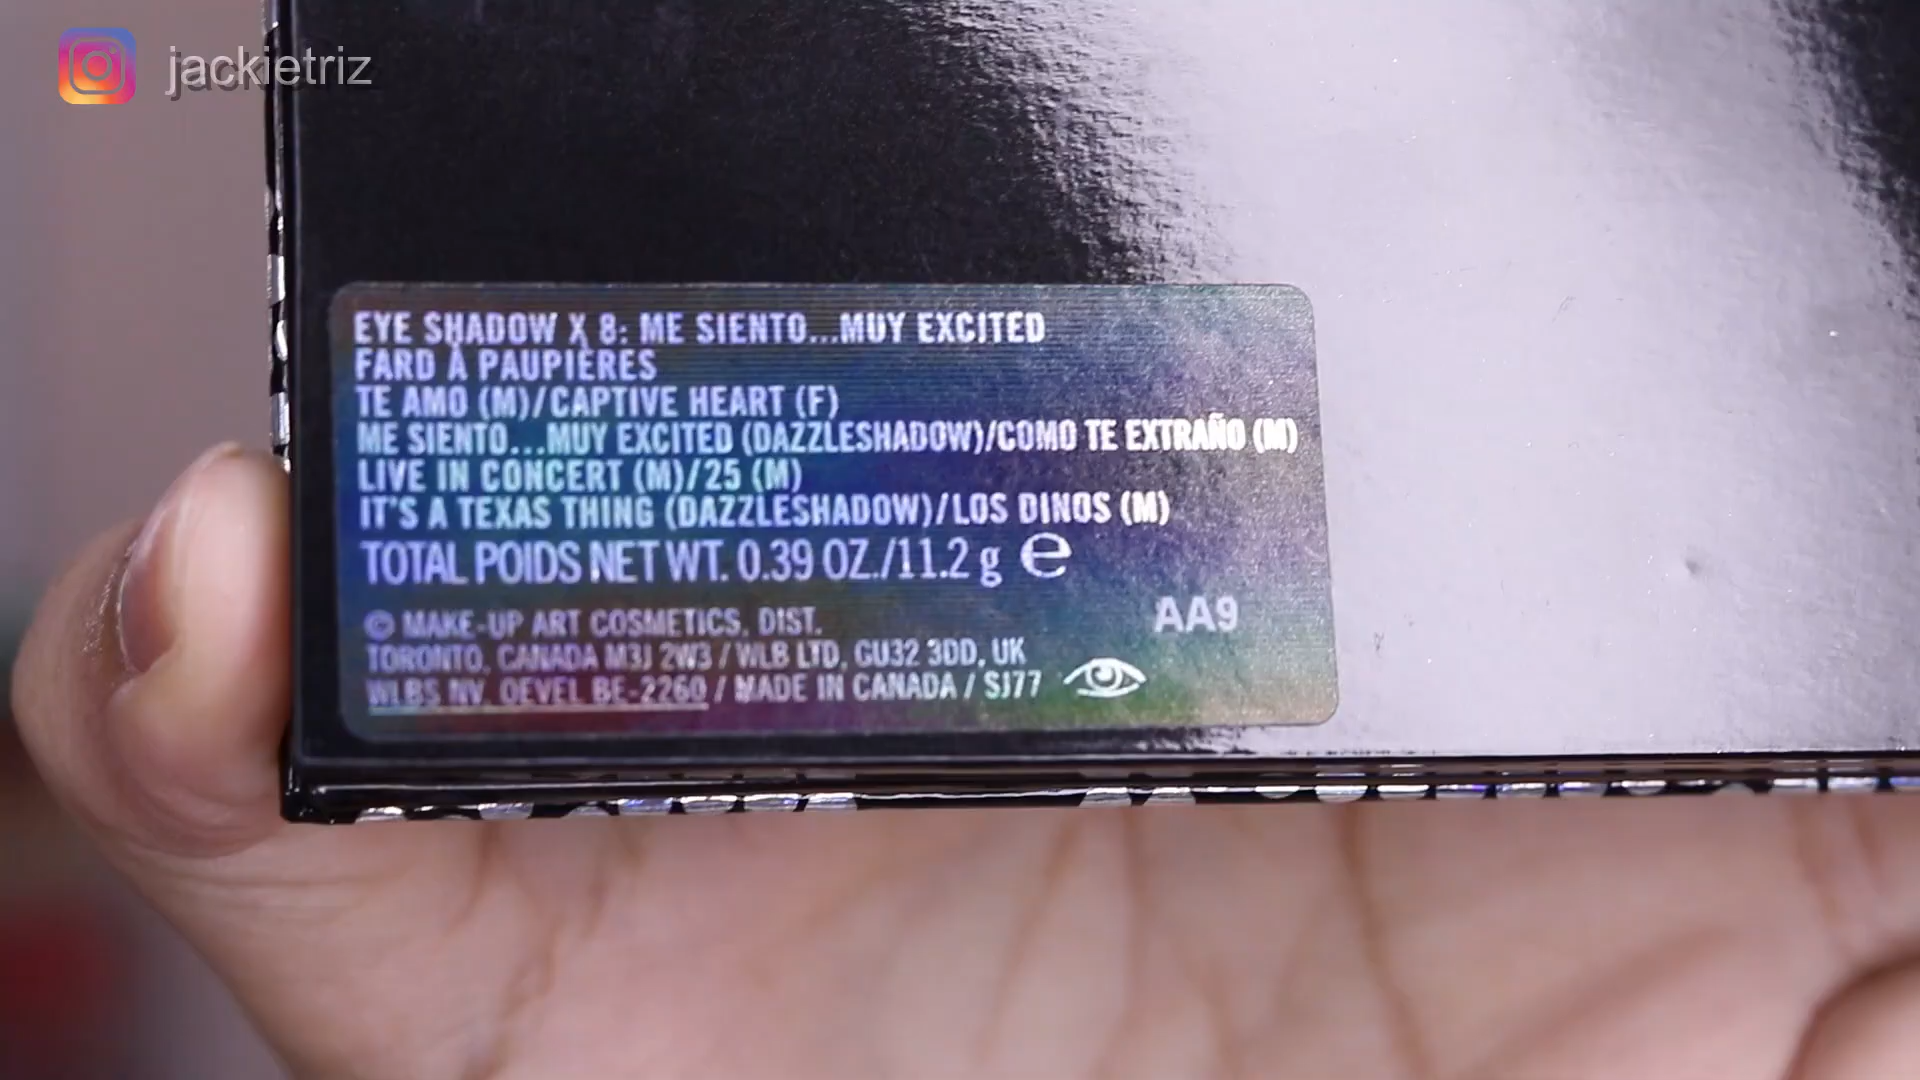 jackietriz
EYE SHADOW X 8: ME SIENTO...MUY EXCITED
FARD À PAUPIÈRES
TE AMO (M)/CAPTIVE HEART (F)
ME SIENTO...MUY EXCITED (DAZZLESHADOW)/COMO TE EXTRAÑO (M)
LIVE IN CONCERT (M)/25 (M)
IT'S A TEXAS THING (DAZZLESHADOW)/LOS DINOS (M)
TOTAL POIDS NET WT. 0.39 OZ./11.2 g ℮
AA9
© MAKE-UP ART COSMETICS, DIST.
TORONTO, CANADA M3J 2W3 / WLB LTD, GU32 3DD, UK
WLBS NV, OEVEL BE-2260 / MADE IN CANADA / SJ77